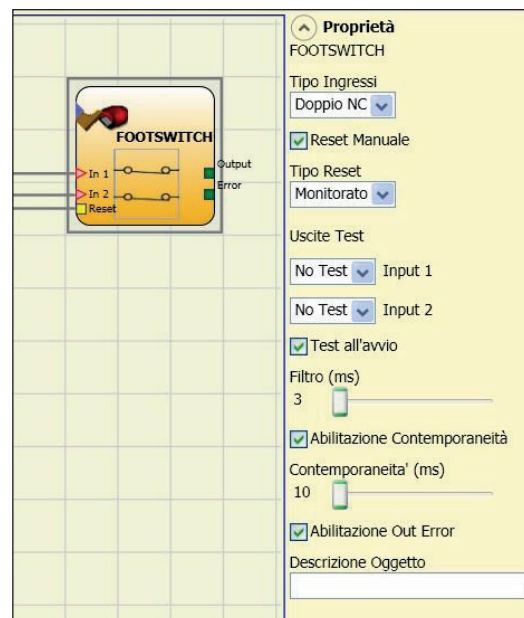 FOOTSWITCH
In 1
In 2
Reset
Output
Error
Proprietà
FOOTSWITCH
Tipo Ingressi
Doppio NC
Reset Manuale
Tipo Reset
Monitorato
Uscite Test
No Test Input 1
No Test Input 2
Test all'avvio
Filtro (ms)
3
Abilitazione Contemporaneità
Contemporaneita' (ms)
10
Abilitazione Out Error
Descrizione Oggetto